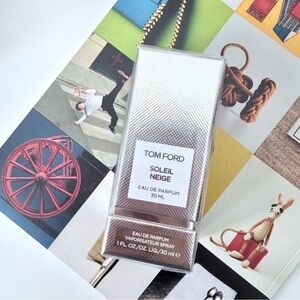 TOM FORD
SOLEIL
NEIGE
EAU DE PARFUM
30 ML
EAU DE PARFUM
VAPORISATEUR SPRAY
1 FL.OZ./OZ. LIQ/30 ml ℮